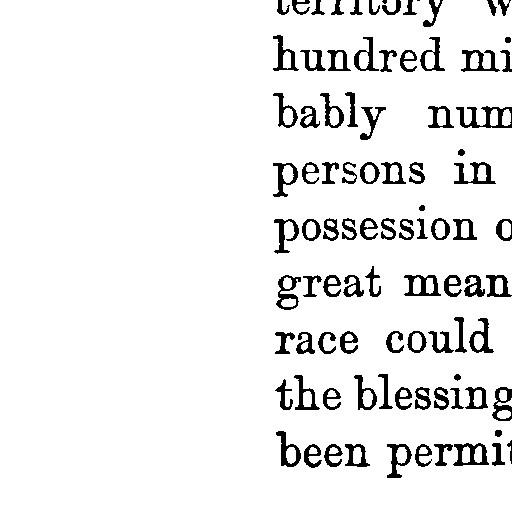 territory w
hundred mi
bably num
persons in
possession o
great mean
race could
the blessing
been permit